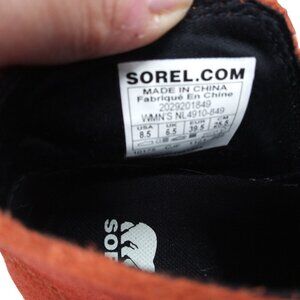 SOREL.COM
MADE IN CHINA
Fabriqué En Chine
2029201849
WMN'S NL4910-849
USA UK EUR CM
8.5 6.5 39.5 25.5
SOR